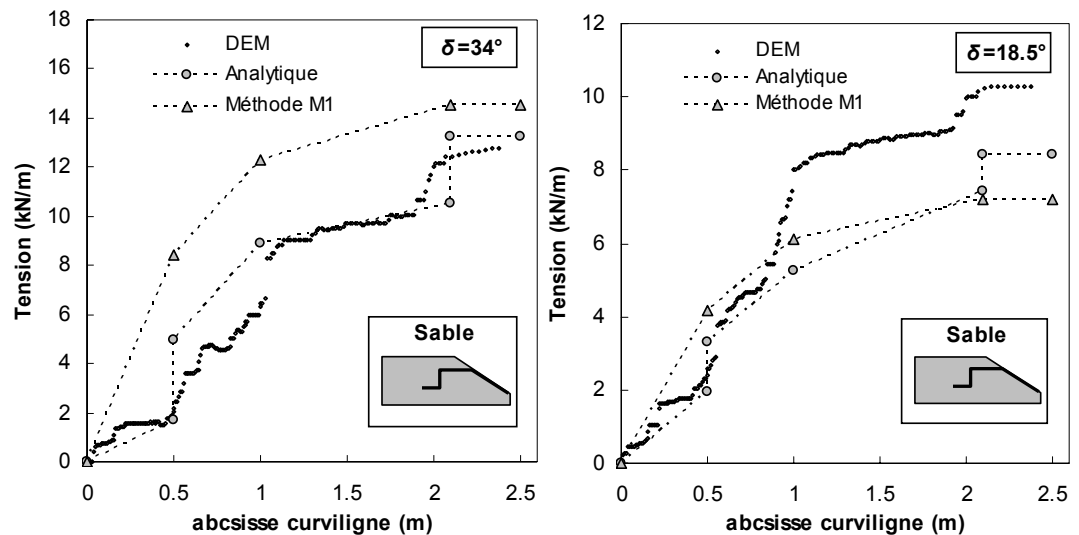 18
16
14
12
10
8
6
4
2
0
Tension (kN/m)
DEM
Analytique
Méthode M1
δ=34°
Sable
0 0.5 1 1.5 2 2.5
abcsisse curviligne (m)
12
10
8
6
4
2
0
Tension (kN/m)
DEM
Analytique
Méthode M1
δ=18.5°
Sable
0 0.5 1 1.5 2 2.5
abcsisse curviligne (m)